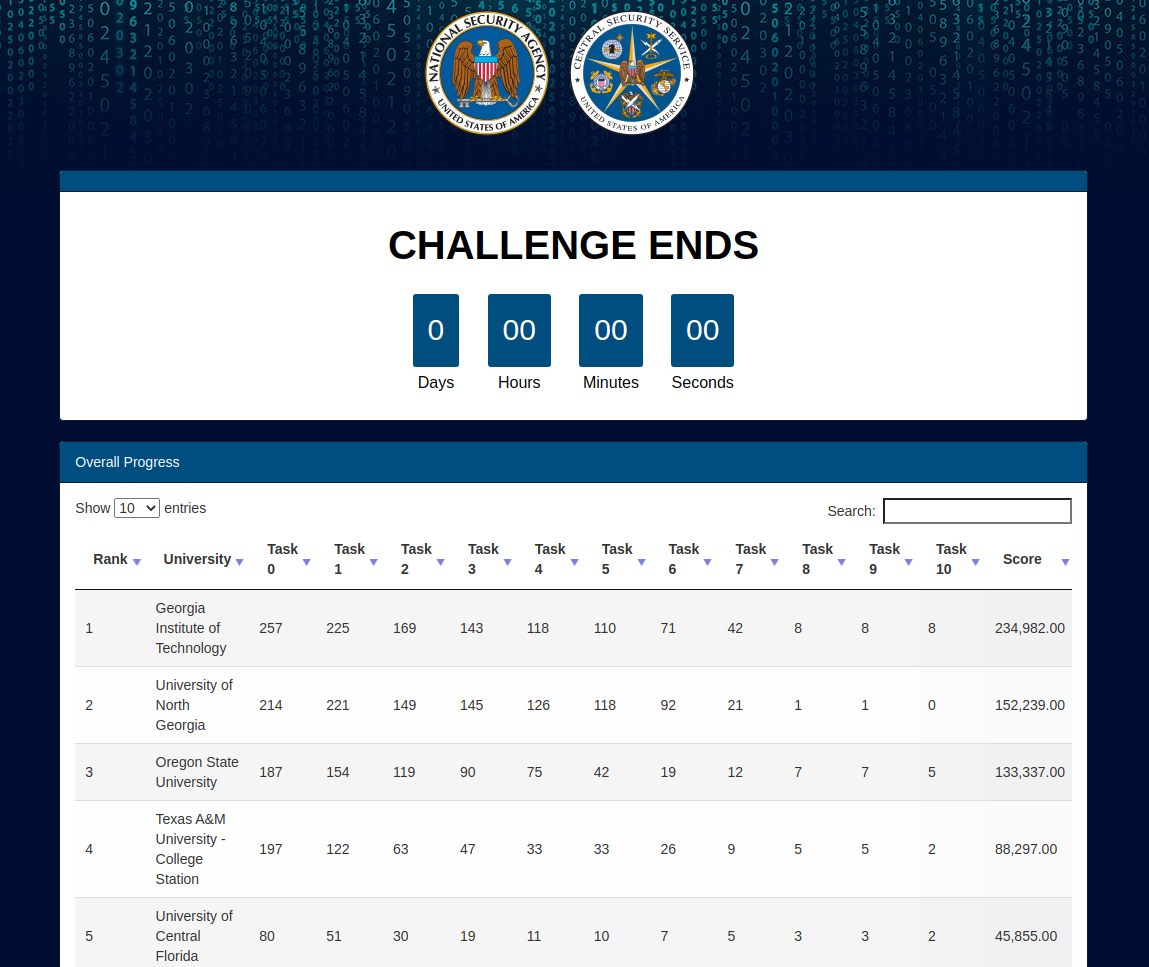 NATIONAL SECURITY AGENCY
UNITED STATES OF AMERICA
CENTRAL SECURITY SERVICE
UNITED STATES OF AMERICA
CHALLENGE ENDS
0 00 00 00
Days Hours Minutes Seconds
Overall Progress
Show 10 entries
Search:
Rank University Task 0 Task 1 Task 2 Task 3 Task 4 Task 5 Task 6 Task 7 Task 8 Task 9 Task 10 Score
1 Georgia Institute of Technology 257 225 169 143 118 110 71 42 8 8 8 234,982.00
2 University of North Georgia 214 221 149 145 126 118 92 21 1 1 0 152,239.00
3 Oregon State University 187 154 119 90 75 42 19 12 7 7 5 133,337.00
4 Texas A&M University - College Station 197 122 63 47 33 33 26 9 5 5 2 88,297.00
5 University of Central Florida 80 51 30 19 11 10 7 5 3 3 2 45,855.00